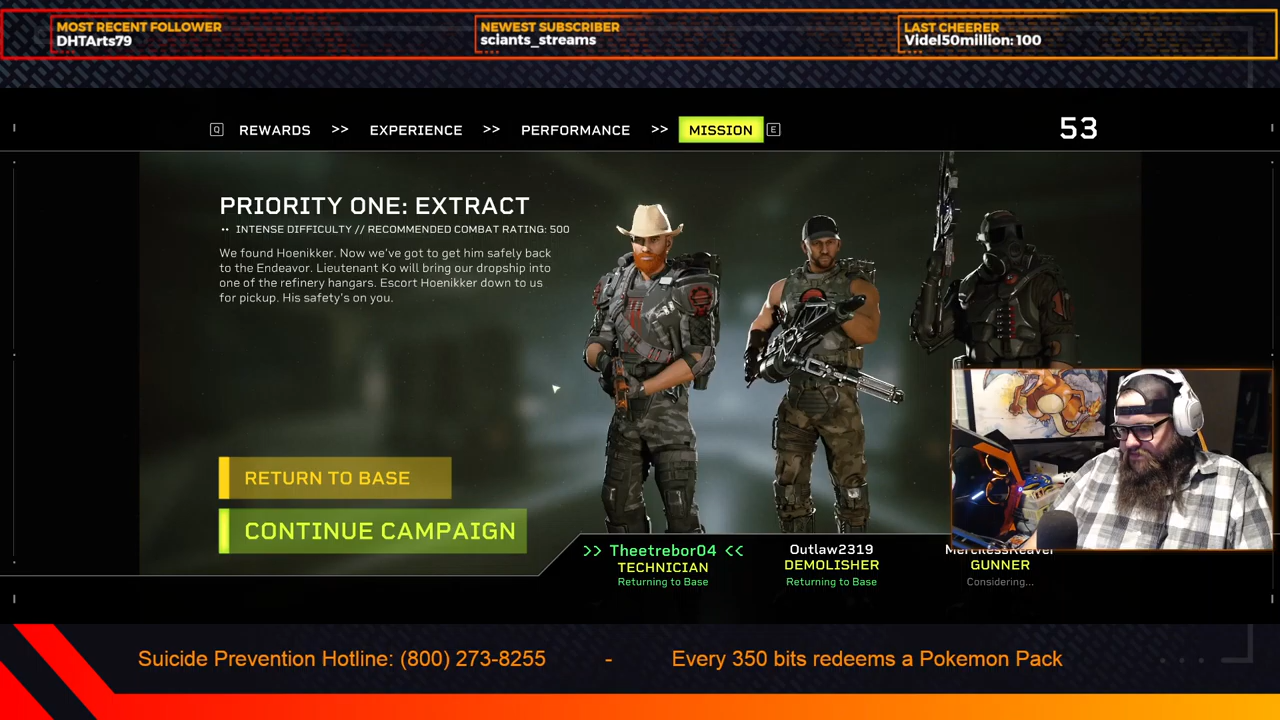 MOST RECENT FOLLOWER
DHTArts79
NEWEST SUBSCRIBER
sciants_streams
LAST CHEERER
Videl50million: 100
Q REWARDS >> EXPERIENCE >> PERFORMANCE >> MISSION E
53
PRIORITY ONE: EXTRACT
INTENSE DIFFICULTY // RECOMMENDED COMBAT RATING: 500
We found Hoenikker. Now we've got to get him safely back
to the Endeavor. Lieutenant Ko will bring our dropship into
one of the refinery hangars. Escort Hoenikker down to us
for pickup. His safety's on you.
RETURN TO BASE
CONTINUE CAMPAIGN
>> Theetrebor04 <<
TECHNICIAN
Returning to Base
Outlaw2319
DEMOLISHER
Returning to Base
MercilessReaver
GUNNER
Considering...
Suicide Prevention Hotline: (800) 273-8255 - Every 350 bits redeems a Pokemon Pack